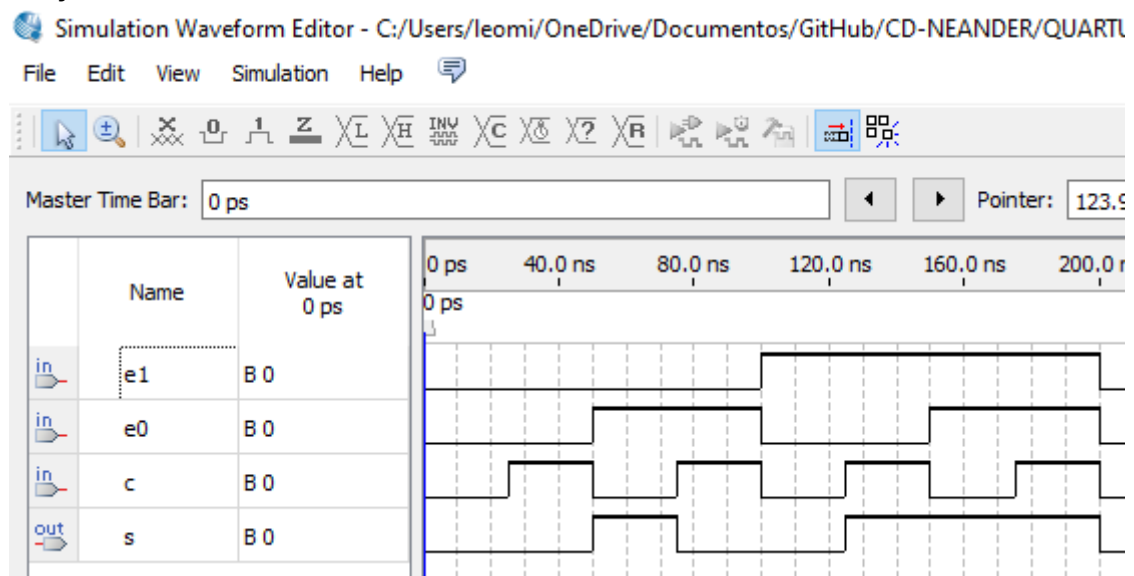 Simulation Waveform Editor - C:/Users/leomi/OneDrive/Documentos/GitHub/CD-NEANDER/QUARTU
File Edit View Simulation Help
Master Time Bar: 0 ps Pointer: 123.9
Name Value at 0 ps 0 ps 40.0 ns 80.0 ns 120.0 ns 160.0 ns 200.0 n
0 ps
in e1 B 0
in e0 B 0
in c B 0
out s B 0